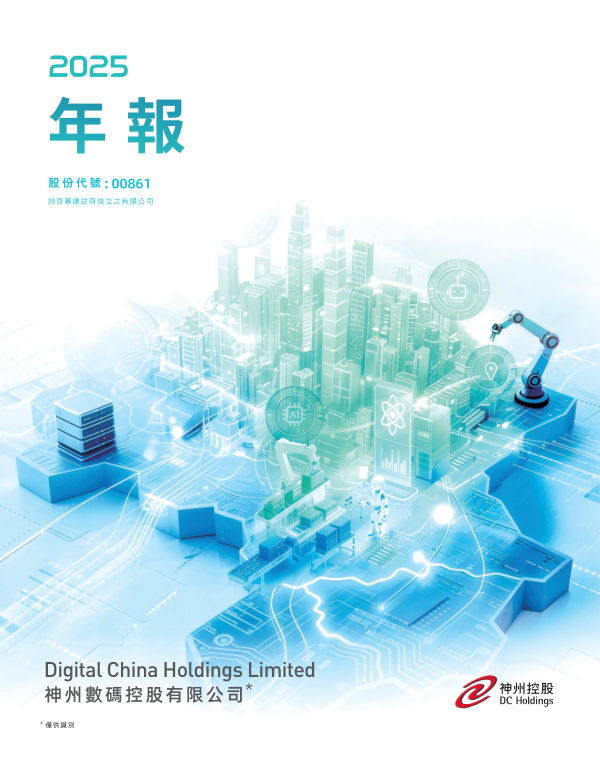 2025
年報
股份代號 : 00861
於百慕達註冊成立之有限公司
AI
Digital China Holdings Limited
神州數碼控股有限公司*
神州控股
DC Holdings
* 僅供識別